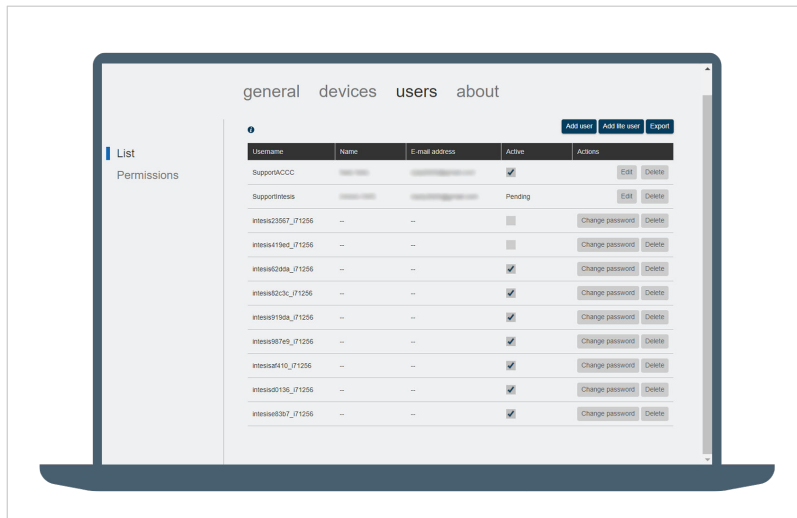 general devices users about
Add user Add lite user Export
List
Permissions
Username Name E-mail address Active Actions
SupportACCC Edit Delete
SupportIntesis Pending Edit Delete
intesis23567_i71256 -- -- Change password Delete
intesis419ed_i71256 -- -- Change password Delete
intesis62dda_i71256 -- -- Change password Delete
intesis82c3c_i71256 -- -- Change password Delete
intesis919da_i71256 -- -- Change password Delete
intesis987e9_i71256 -- -- Change password Delete
intesisaf410_i71256 -- -- Change password Delete
intesisd0136_i71256 -- -- Change password Delete
intesise83b7_i71256 -- -- Change password Delete